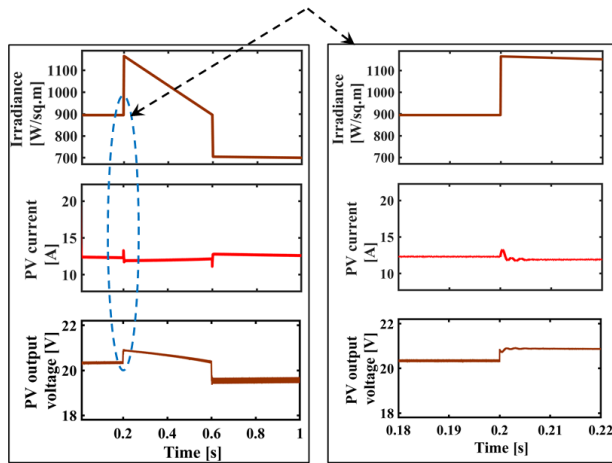 Irradiance
[W/sq.m]
1100
1000
900
800
700
PV current
[A]
20
15
10
PV output
voltage [V]
22
20
18
0.2 0.4 0.6 0.8 1
Time [s]
Irradiance
[W/sq.m]
1100
1000
900
800
700
PV current
[A]
20
15
10
PV output
voltage [V]
22
20
18
0.18 0.19 0.2 0.21 0.22
Time [s]